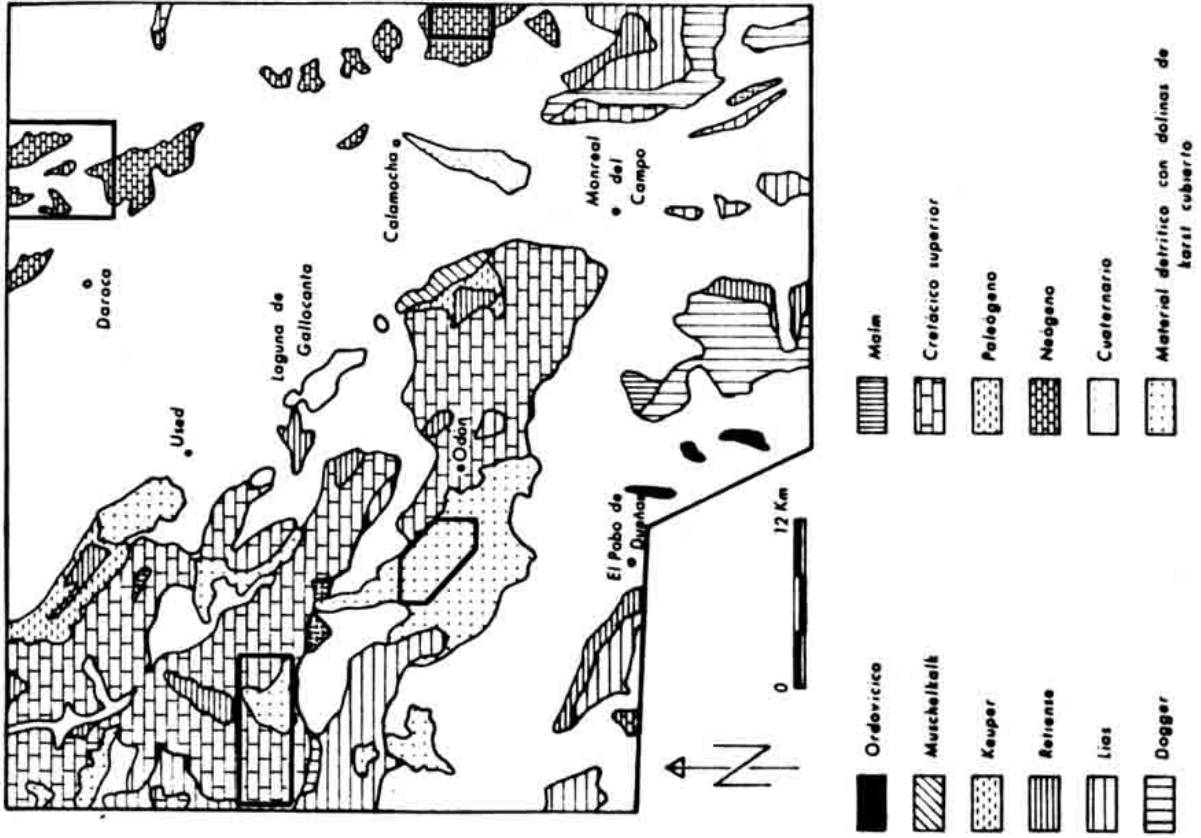 Daroca
Used
Laguna de
Gallocanta
Calamocha
Odón
Monreal
del
Campo
El Pobo de
Dueñas
0 12 Km
N
Ordovícico
Muschelkalk
Keuper
Retiense
Lías
Dogger
Malm
Cretácico superior
Paleógeno
Neógeno
Cuaternario
Material detrítico con dolinas de
karst cubierto